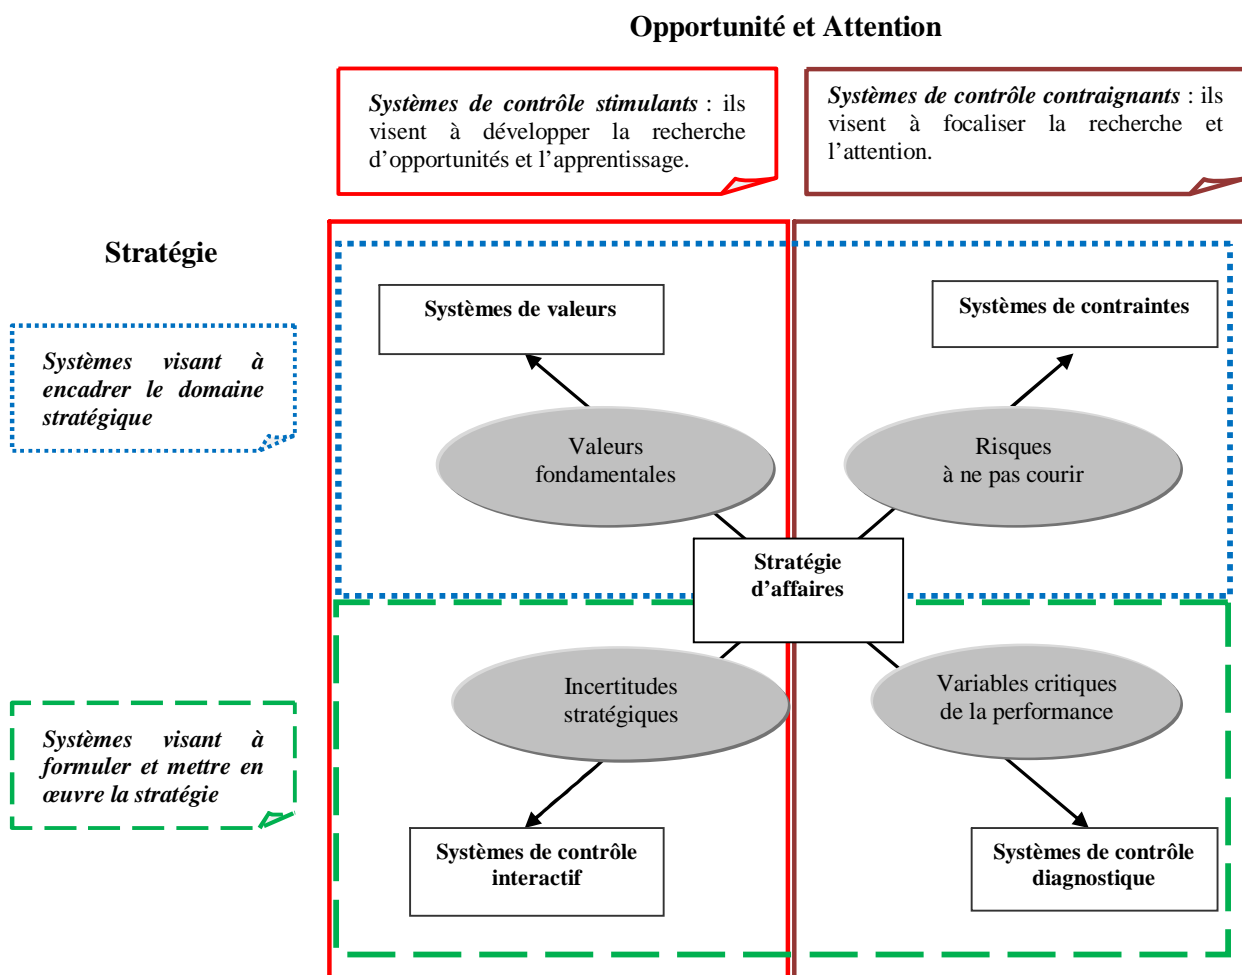 Opportunité et Attention
Systèmes de contrôle stimulants : ils
visent à développer la recherche
d’opportunités et l’apprentissage.
Systèmes de contrôle contraignants : ils
visent à focaliser la recherche et
l’attention.
Stratégie
Systèmes visant à
encadrer le domaine
stratégique
Systèmes de valeurs
Systèmes de contraintes
Valeurs
fondamentales
Risques
à ne pas courir
Stratégie
d’affaires
Incertitudes
stratégiques
Variables critiques
de la performance
Systèmes visant à
formuler et mettre en
œuvre la stratégie
Systèmes de contrôle
interactif
Systèmes de contrôle
diagnostique